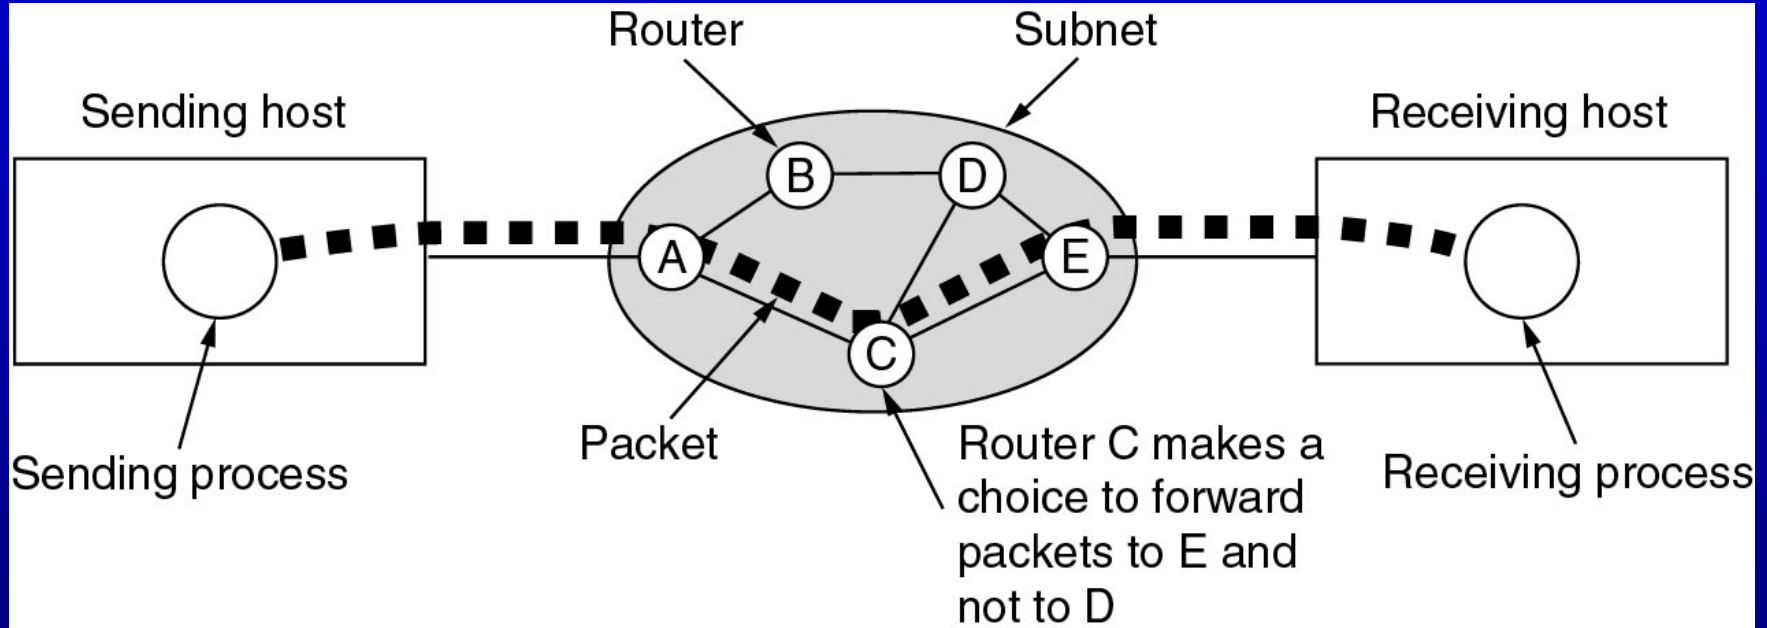 Router
Subnet
Sending host
Receiving host
B
D
A
E
C
Packet
Router C makes a
choice to forward
packets to E and
not to D
Sending process
Receiving process